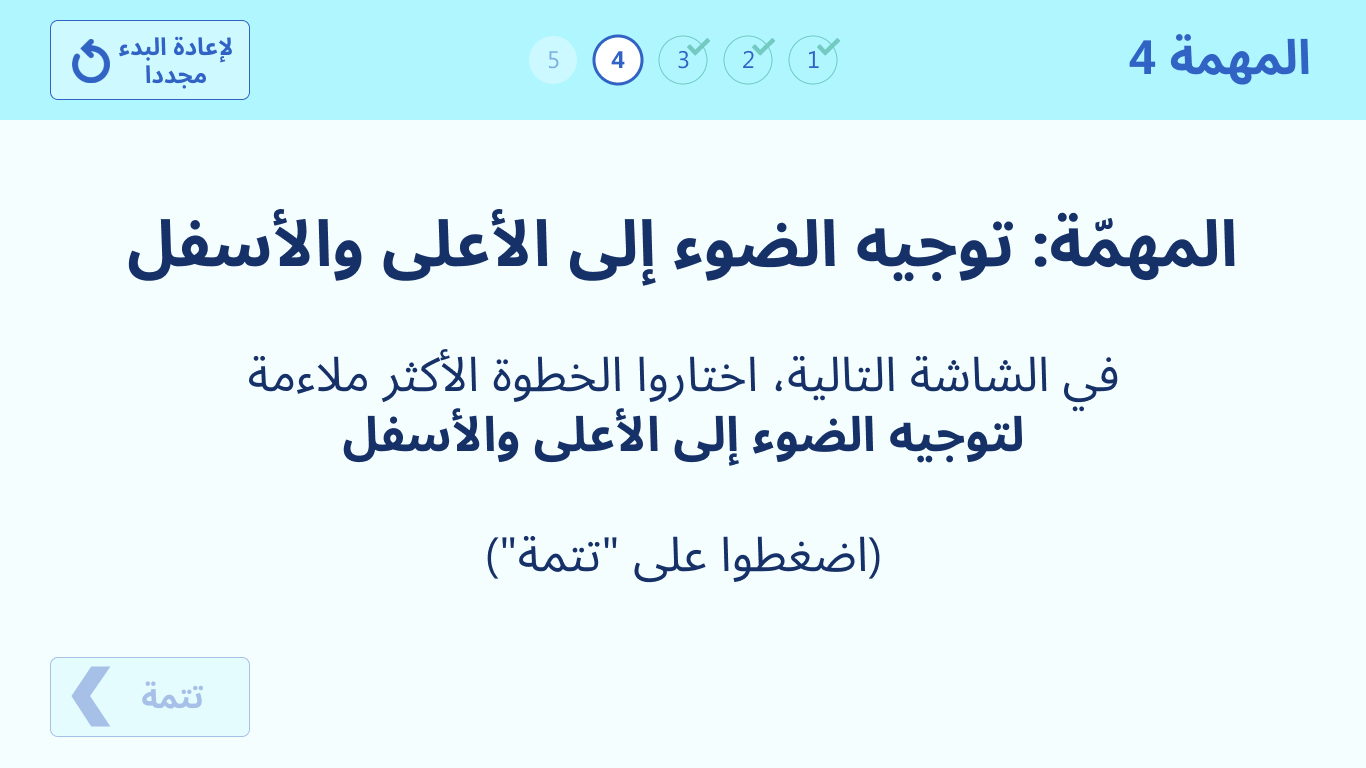 المهمة 4
1
2
3
4
5
لإعادة البدء
مجددا
المهمّة: توجيه الضوء إلى الأعلى والأسفل
في الشاشة التالية، اختاروا الخطوة الأكثر ملاءمة
لتوجيه الضوء إلى الأعلى والأسفل
(اضغطوا على "تتمة")
تتمة